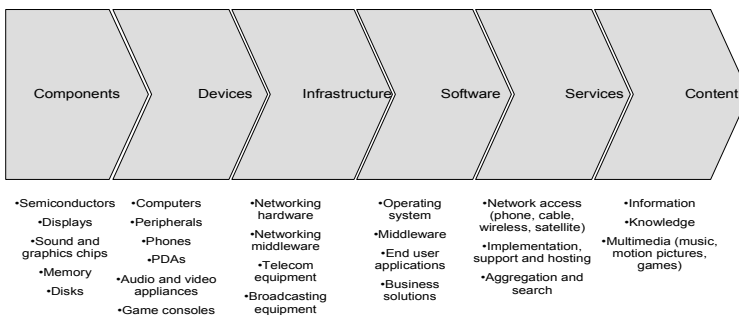 Components
Devices
Infrastructure
Software
Services
Content
•Semiconductors
•Displays
•Sound and
graphics chips
•Memory
•Disks
•Computers
•Peripherals
•Phones
•PDAs
•Audio and video
appliances
•Game consoles
•Networking
hardware
•Networking
middleware
•Telecom
equipment
•Broadcasting
equipment
•Operating
system
•Middleware
•End user
applications
•Business
solutions
•Network access
(phone, cable,
wireless, satellite)
•Implementation,
support and hosting
•Aggregation and
search
•Information
•Knowledge
•Multimedia (music,
motion pictures,
games)